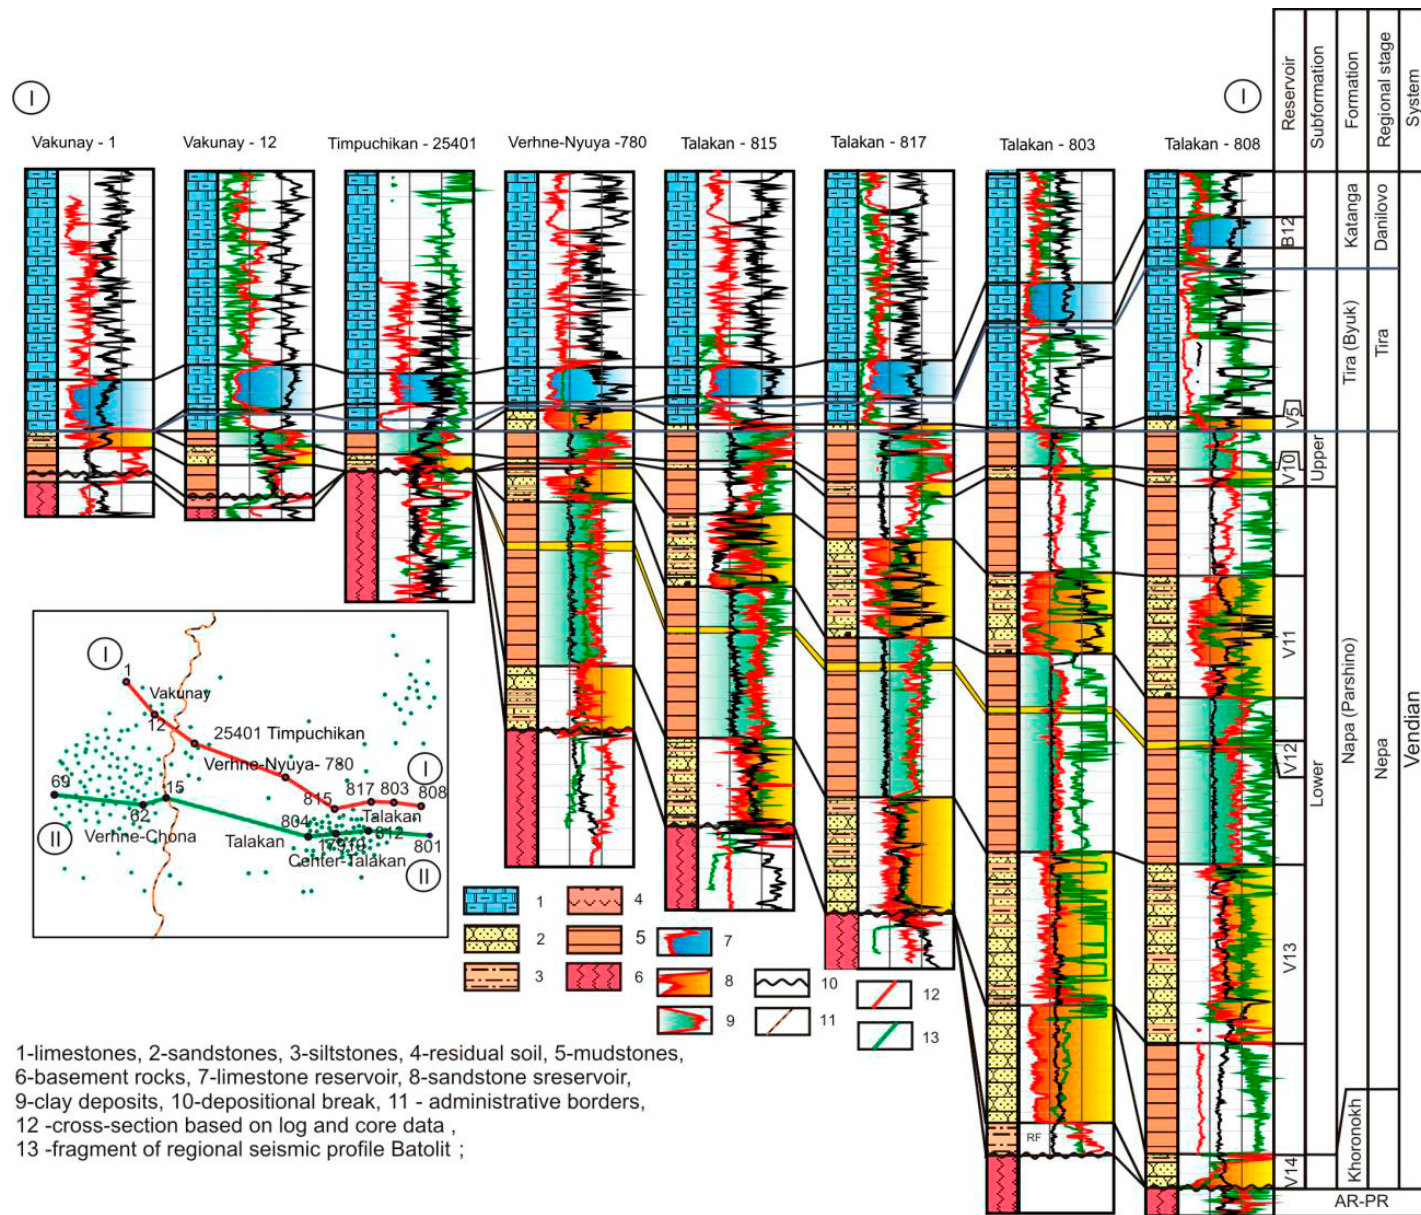 I
I
Vakunay - 1
Vakunay - 12
Timpuchikan - 25401
Verhne-Nyuya -780
Talakan - 815
Talakan - 817
Talakan - 803
Talakan - 808
Reservoir
Subformation
Formation
Regional stage
System
B12
Katanga
Danilovo
Tira (Byuk)
Tira
V5
V10
Upper
V11
V12
Lower
Napa (Parshino)
Nepa
Vendian
V13
V14
Khoronokh
AR-PR
RF
I
1
Vakunay
12
25401 Timpuchikan
Verhne-Nyuya- 780
I
69
15
817
803
808
815
62
804
Talakan
II
Verhne-Chona
Talakan
812
801
Center-Talakan
II
1
4
2
5
7
3
6
8
10
12
9
11
13
1-limestones, 2-sandstones, 3-siltstones, 4-residual soil, 5-mudstones,
6-basement rocks, 7-limestone reservoir, 8-sandstone sreservoir,
9-clay deposits, 10-depositional break, 11 - administrative borders,
12 -cross-section based on log and core data ,
13 -fragment of regional seismic profile Batolit ;